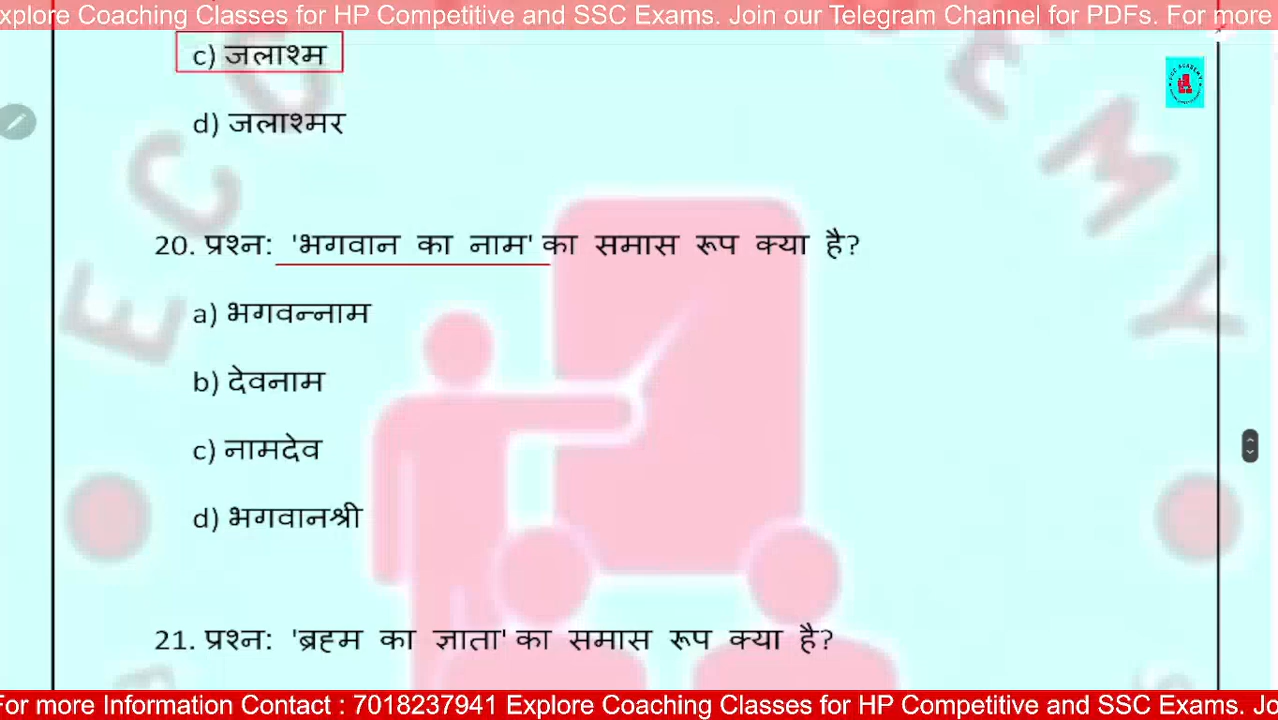 xplore Coaching Classes for HP Competitive and SSC Exams. Join our Telegram Channel for PDFs. For more
c) जलाश्म
d) जलाश्मर
20. प्रश्न: 'भगवान का नाम' का समास रूप क्या है?
a) भगवन्नाम
b) देवनाम
c) नामदेव
d) भगवानश्री
21. प्रश्न: 'ब्रह्म का ज्ञाता' का समास रूप क्या है?
For more Information Contact : 7018237941 Explore Coaching Classes for HP Competitive and SSC Exams. Jo